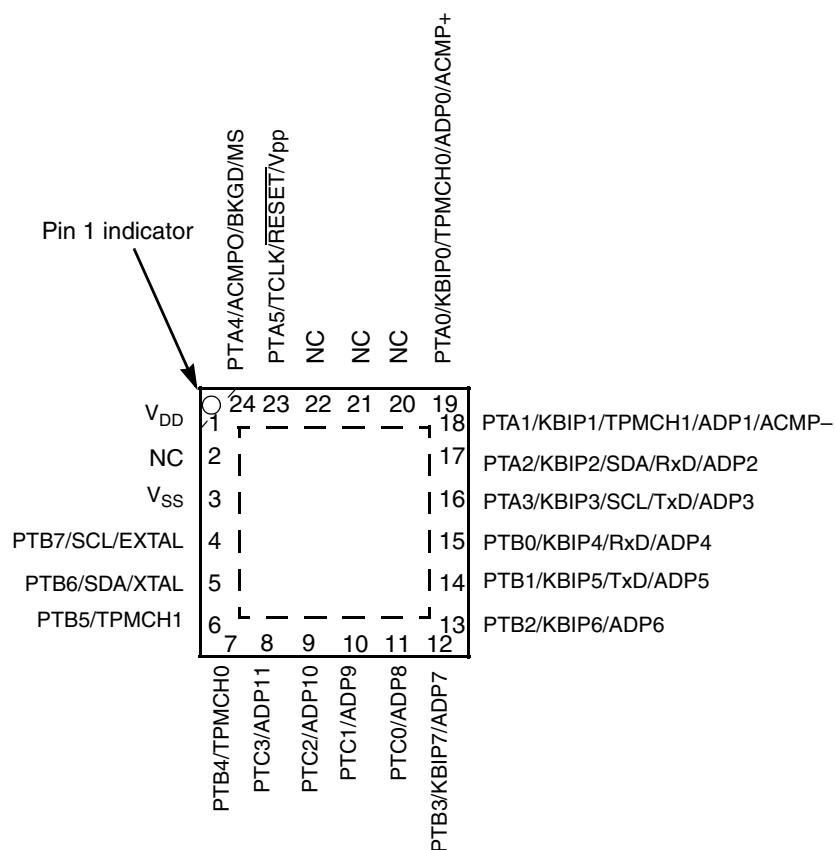 PTA4/ACMPO/BKGD/MS
PTA5/TCLK/RESET/Vpp
NC
NC
NC
PTA0/KBIP0/TPMCH0/ADP0/ACMP+
Pin 1 indicator
24 23 22 21 20 19
VDD 1
NC 2
VSS 3
PTB7/SCL/EXTAL 4
PTB6/SDA/XTAL 5
PTB5/TPMCH1 6
18 PTA1/KBIP1/TPMCH1/ADP1/ACMP–
17 PTA2/KBIP2/SDA/RxD/ADP2
16 PTA3/KBIP3/SCL/TxD/ADP3
15 PTB0/KBIP4/RxD/ADP4
14 PTB1/KBIP5/TxD/ADP5
13 PTB2/KBIP6/ADP6
7 8 9 10 11 12
PTB4/TPMCH0
PTC3/ADP11
PTC2/ADP10
PTC1/ADP9
PTC0/ADP8
PTB3/KBIP7/ADP7